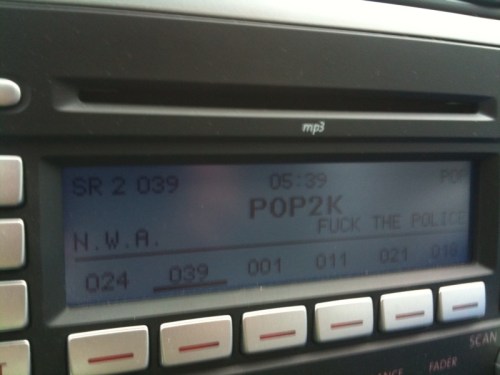 mp3
SR 2 039 05:39 POP
POP2K
FUCK THE POLICE
N.W.A.
024 039 001 011 021
SCAN
FADER